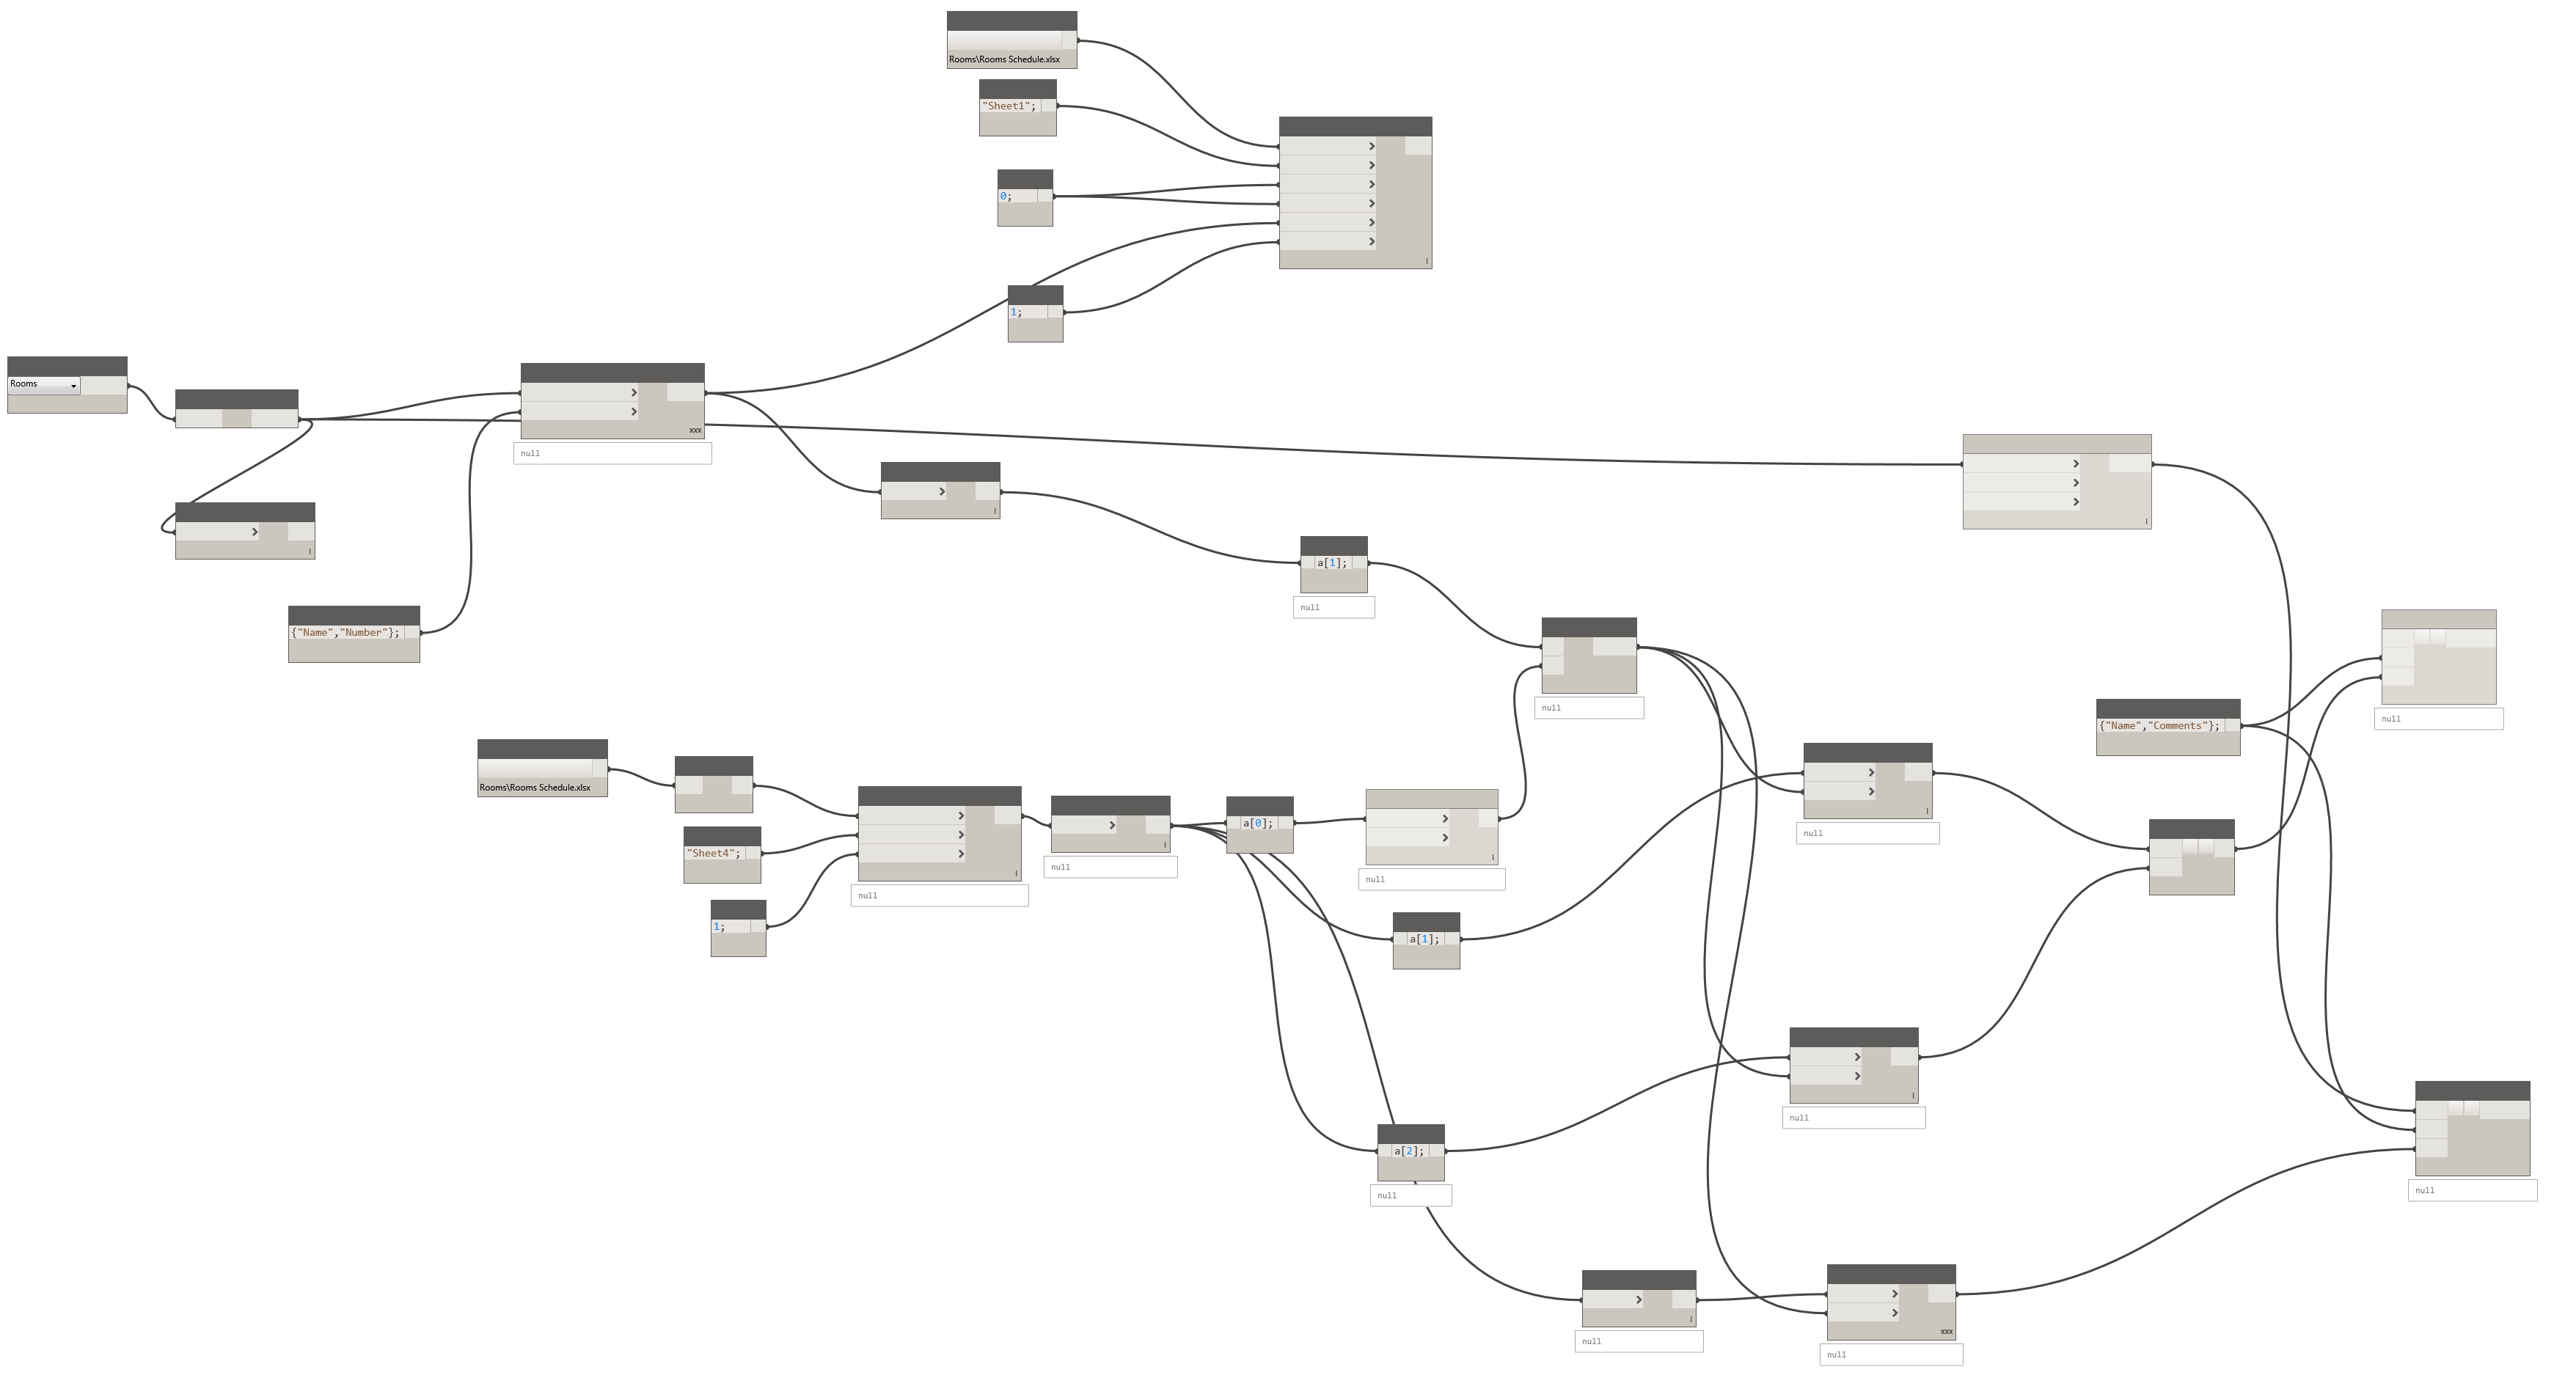 Rooms\Rooms Schedule.xlsx
"Sheet1";
0;
1;
Rooms
xxx
null
l
l
l
l
a[1];
null
{"Name","Number"};
null
null
{"Name","Comments"};
Rooms\Rooms Schedule.xlsx
"Sheet4";
1;
l
null
l
null
a[0];
l
null
a[1];
l
null
l
null
a[2];
null
null
l
null
xxx
null